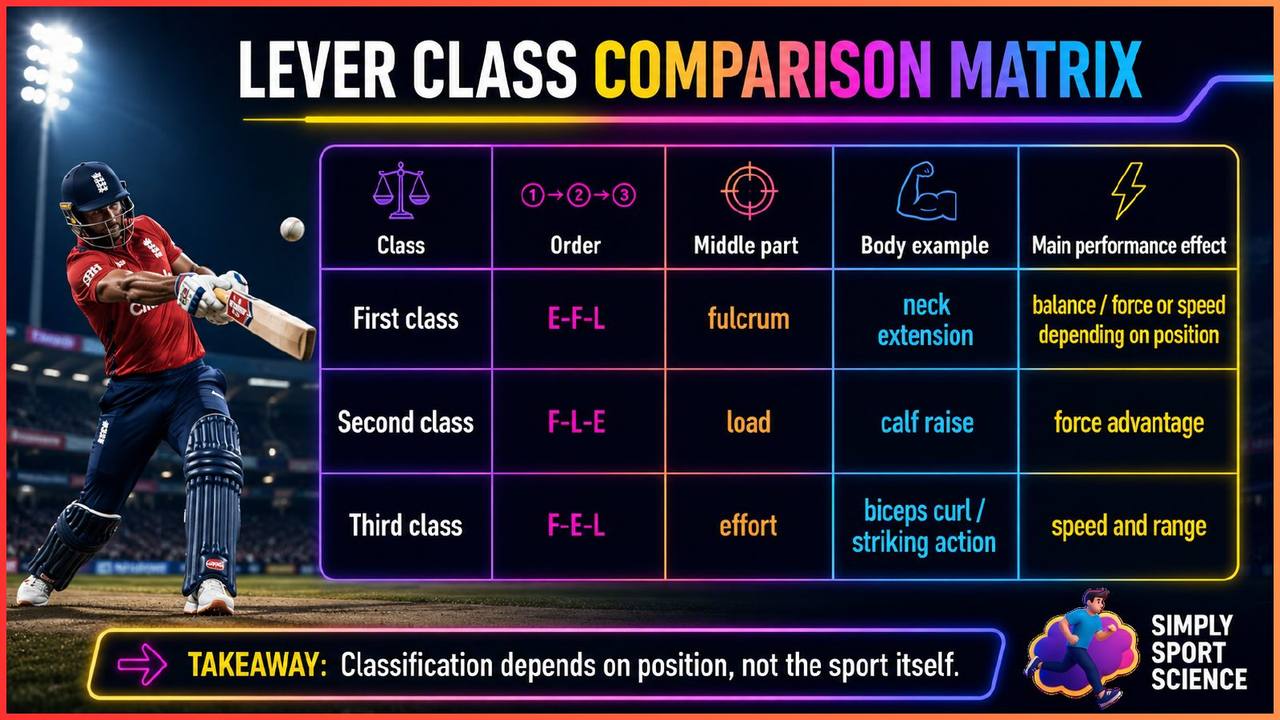 LEVER CLASS COMPARISON MATRIX
1→2→3
Class
Order
Middle part
Body example
Main performance effect
First class
E-F-L
fulcrum
neck
extension
balance / force or speed
depending on position
Second class
F-L-E
load
calf raise
force advantage
Third class
F-E-L
effort
biceps curl /
striking action
speed and range
TAKEAWAY: Classification depends on position, not the sport itself.
SIMPLY
SPORT
SCIENCE